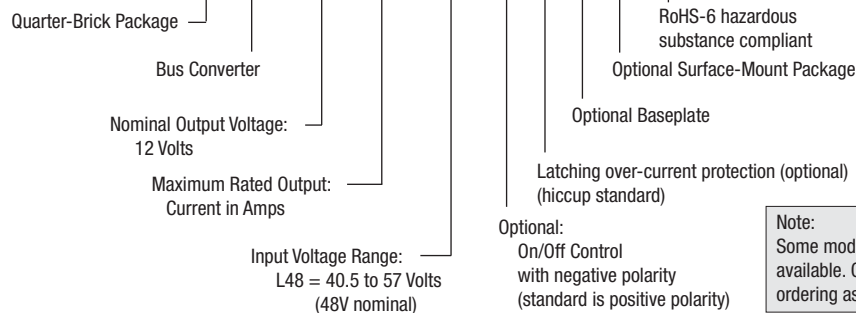 Quarter-Brick Package
Bus Converter
Nominal Output Voltage:
12 Volts
Maximum Rated Output:
Current in Amps
Input Voltage Range:
L48 = 40.5 to 57 Volts
(48V nominal)
RoHS-6 hazardous
substance compliant
Optional Surface-Mount Package
Optional Baseplate
Latching over-current protection (optional)
(hiccup standard)
Optional:
On/Off Control
with negative polarity
(standard is positive polarity)
Note:
Some
available.
ordering